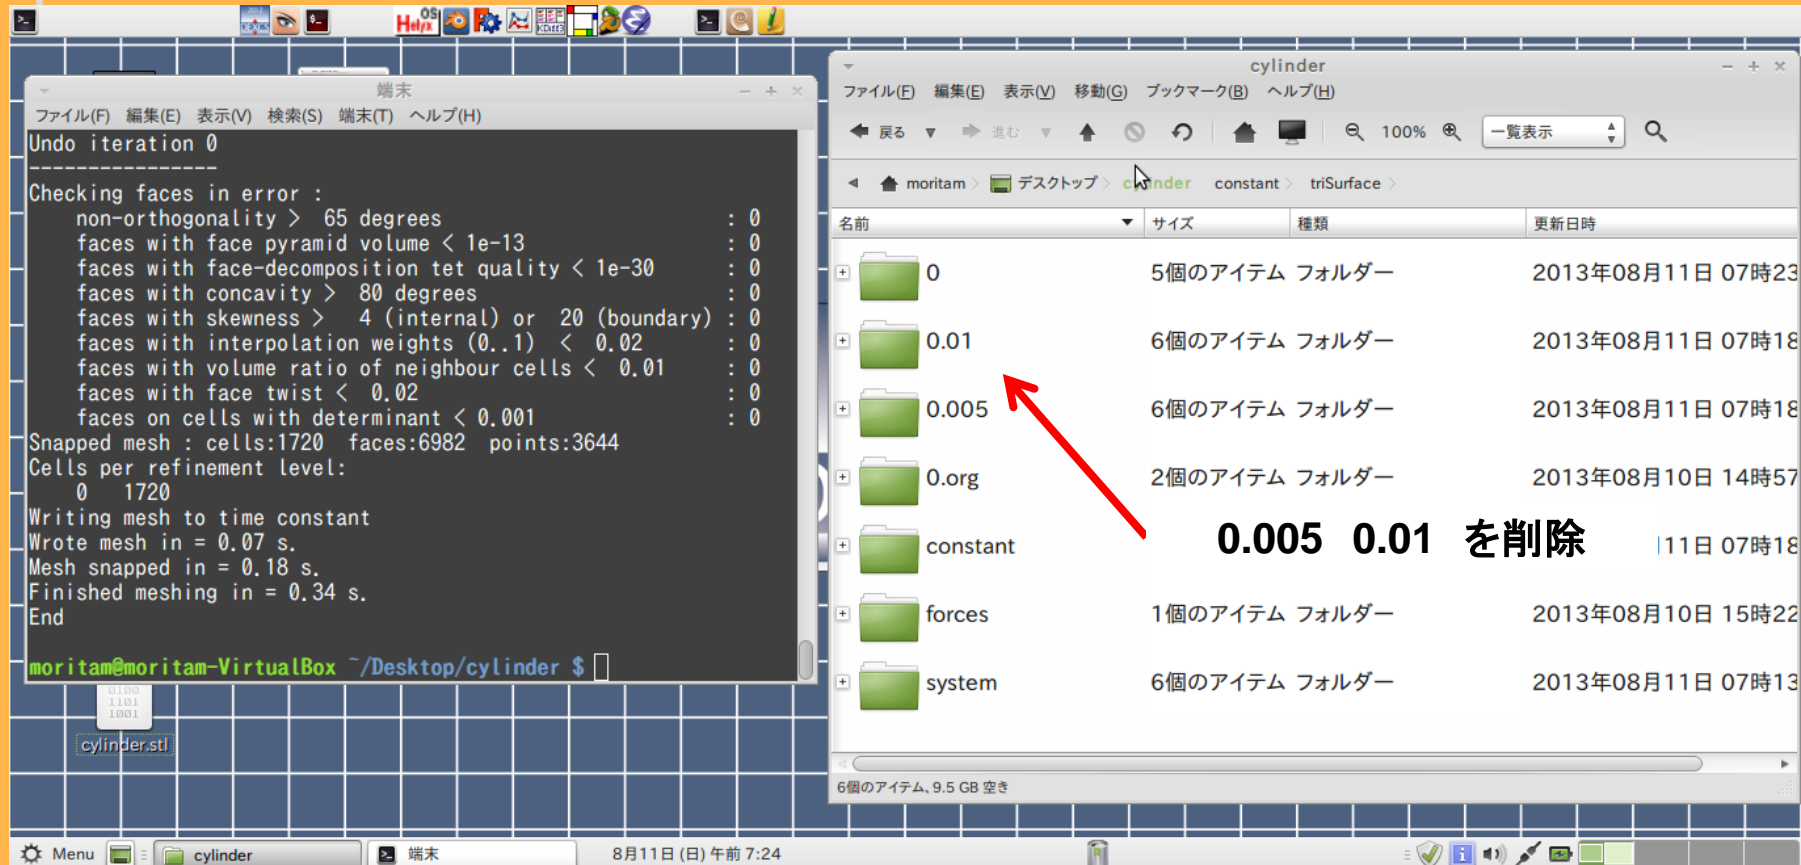 端末
ファイル(F) 編集(E) 表示(V) 検索(S) 端末(T) ヘルプ(H)
Undo iteration 0
----------------
Checking faces in error :
    non-orthogonality >  65 degrees                        : 0
    faces with face pyramid volume < 1e-13                 : 0
    faces with face-decomposition tet quality < 1e-30      : 0
    faces with concavity >  80 degrees                     : 0
    faces with skewness >   4 (internal) or  20 (boundary) : 0
    faces with interpolation weights (0..1)  <  0.02       : 0
    faces with volume ratio of neighbour cells <  0.01     : 0
    faces with face twist <  0.02                          : 0
    faces on cells with determinant < 0.001                : 0
Snapped mesh : cells:1720  faces:6982  points:3644
Cells per refinement level:
    0   1720
Writing mesh to time constant
Wrote mesh in = 0.07 s.
Mesh snapped in = 0.18 s.
Finished meshing in = 0.34 s.
End
moritam@moritam-VirtualBox ~/Desktop/cylinder $
0100
1101
1001
cylinder.stl
cylinder
ファイル(F) 編集(E) 表示(V) 移動(G) ブックマーク(B) ヘルプ(H)
戻る 進む 100% 一覧表示
moritam デスクトップ cylinder constant triSurface
名前 サイズ 種類 更新日時
0 5個のアイテム フォルダー 2013年08月11日 07時23
0.01 6個のアイテム フォルダー 2013年08月11日 07時18
0.005 6個のアイテム フォルダー 2013年08月11日 07時18
0.org 2個のアイテム フォルダー 2013年08月10日 14時57
constant 11日 07時18
0.005 0.01 を削除
forces 1個のアイテム フォルダー 2013年08月10日 15時22
system 6個のアイテム フォルダー 2013年08月11日 07時13
6個のアイテム、9.5 GB 空き
Menu cylinder 端末 8月11日 (日) 午前 7:24